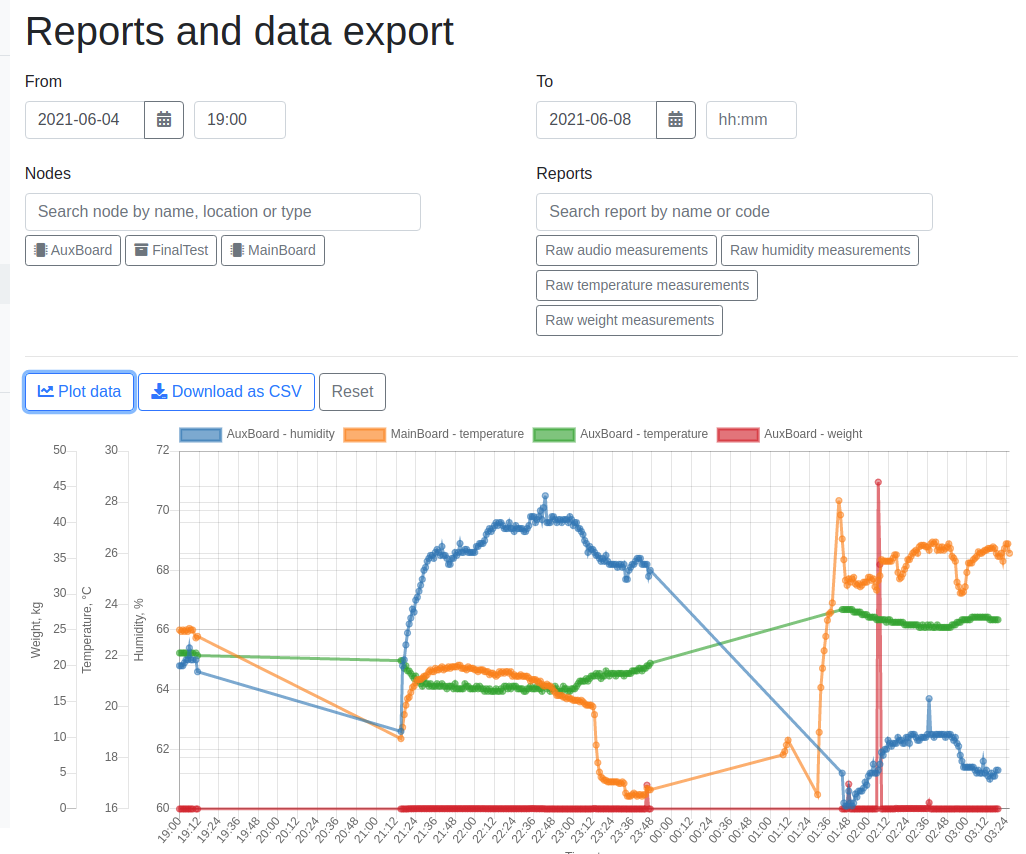 Reports and data export
From
To
2021-06-04
19:00
2021-06-08
hh:mm
Nodes
Reports
Search node by name, location or type
Search report by name or code
AuxBoard
FinalTest
MainBoard
Raw audio measurements
Raw humidity measurements
Raw temperature measurements
Raw weight measurements
Plot data
Download as CSV
Reset
AuxBoard - humidity
MainBoard - temperature
AuxBoard - temperature
AuxBoard - weight
Weight, kg
50
45
40
35
30
25
20
15
10
5
0
Temperature, °C
30
28
26
24
22
20
18
16
Humidity, %
72
70
68
66
64
62
60
19:00
19:12
19:24
19:36
19:48
20:00
20:12
20:24
20:36
20:48
21:00
21:12
21:24
21:36
21:48
22:00
22:12
22:24
22:36
22:48
23:00
23:12
23:24
23:36
23:48
00:00
00:12
00:24
00:36
00:48
01:00
01:12
01:24
01:36
01:48
02:00
02:12
02:24
02:36
02:48
03:00
03:12
03:24